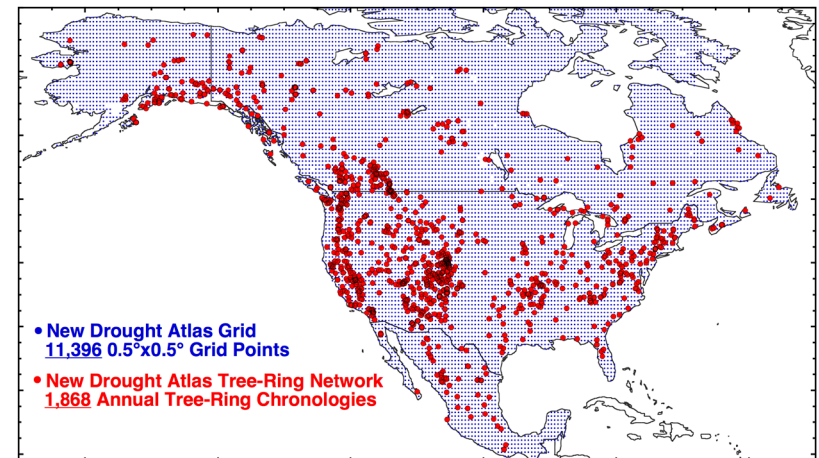 New Drought Atlas Grid
11,396 0.5°x0.5° Grid Points
New Drought Atlas Tree-Ring Network
1,868 Annual Tree-Ring Chronologies